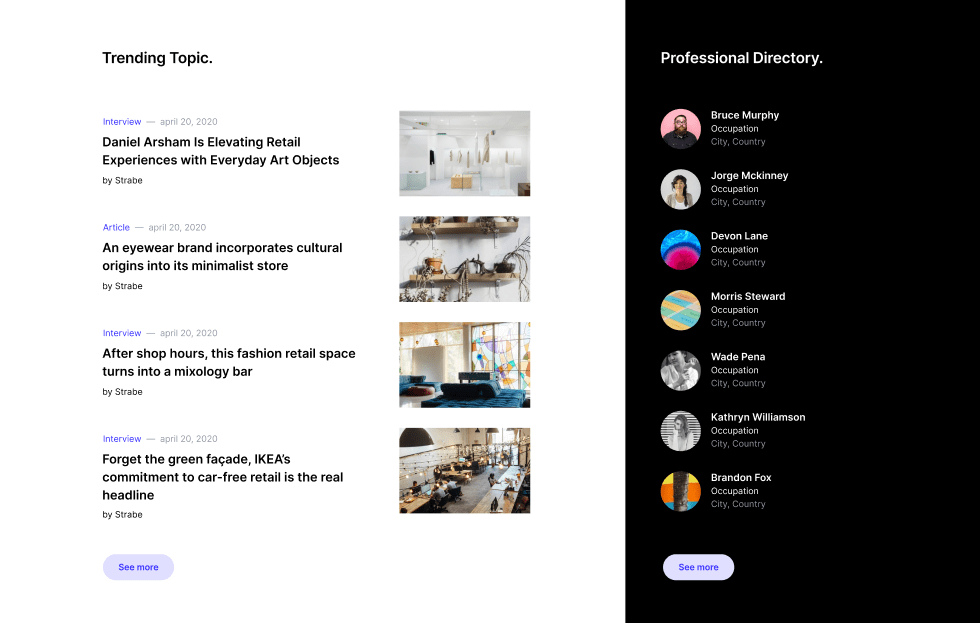 Trending Topic.
Interview — april 20, 2020
Daniel Arsham Is Elevating Retail
Experiences with Everyday Art Objects
by Strabe
Article — april 20, 2020
An eyewear brand incorporates cultural
origins into its minimalist store
by Strabe
Interview — april 20, 2020
After shop hours, this fashion retail space
turns into a mixology bar
by Strabe
Interview — april 20, 2020
Forget the green façade, IKEA’s
commitment to car-free retail is the real
headline
by Strabe
See more
Professional Directory.
Bruce Murphy
Occupation
City, Country
Jorge Mckinney
Occupation
City, Country
Devon Lane
Occupation
City, Country
Morris Steward
Occupation
City, Country
Wade Pena
Occupation
City, Country
Kathryn Williamson
Occupation
City, Country
Brandon Fox
Occupation
City, Country
See more